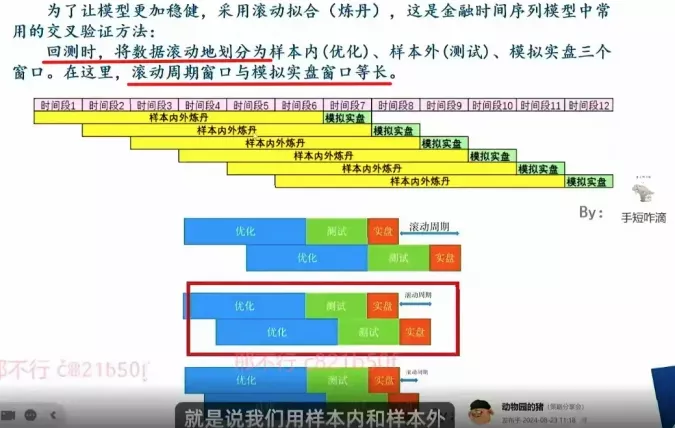 为了让模型更加稳健，采用滚动拟合（炼丹），这是金融时间序列模型中常
用的交叉验证方法：
回测时，将数据滚动地划分为样本内(优化)、样本外(测试)、模拟实盘三个
窗口。在这里，滚动周期窗口与模拟实盘窗口等长。
时间段1 时间段2 时间段3 时间段4 时间段5 时间段6 时间段7 时间段8 时间段9 时间段10 时间段11 时间段12
样本内外炼丹 模拟实盘
样本内外炼丹 模拟实盘
样本内外炼丹 模拟实盘
样本内外炼丹 模拟实盘
样本内外炼丹 模拟实盘
样本内外炼丹 模拟实盘
By: 手短咋滴
优化 测试 实盘 滚动周期
优化 测试 实盘
优化 测试 实盘 滚动周期
优化 测试 实盘
邢不行
优化 测试 实盘 滚动周期
就是说我们用样本内和样本外
动物园的猪